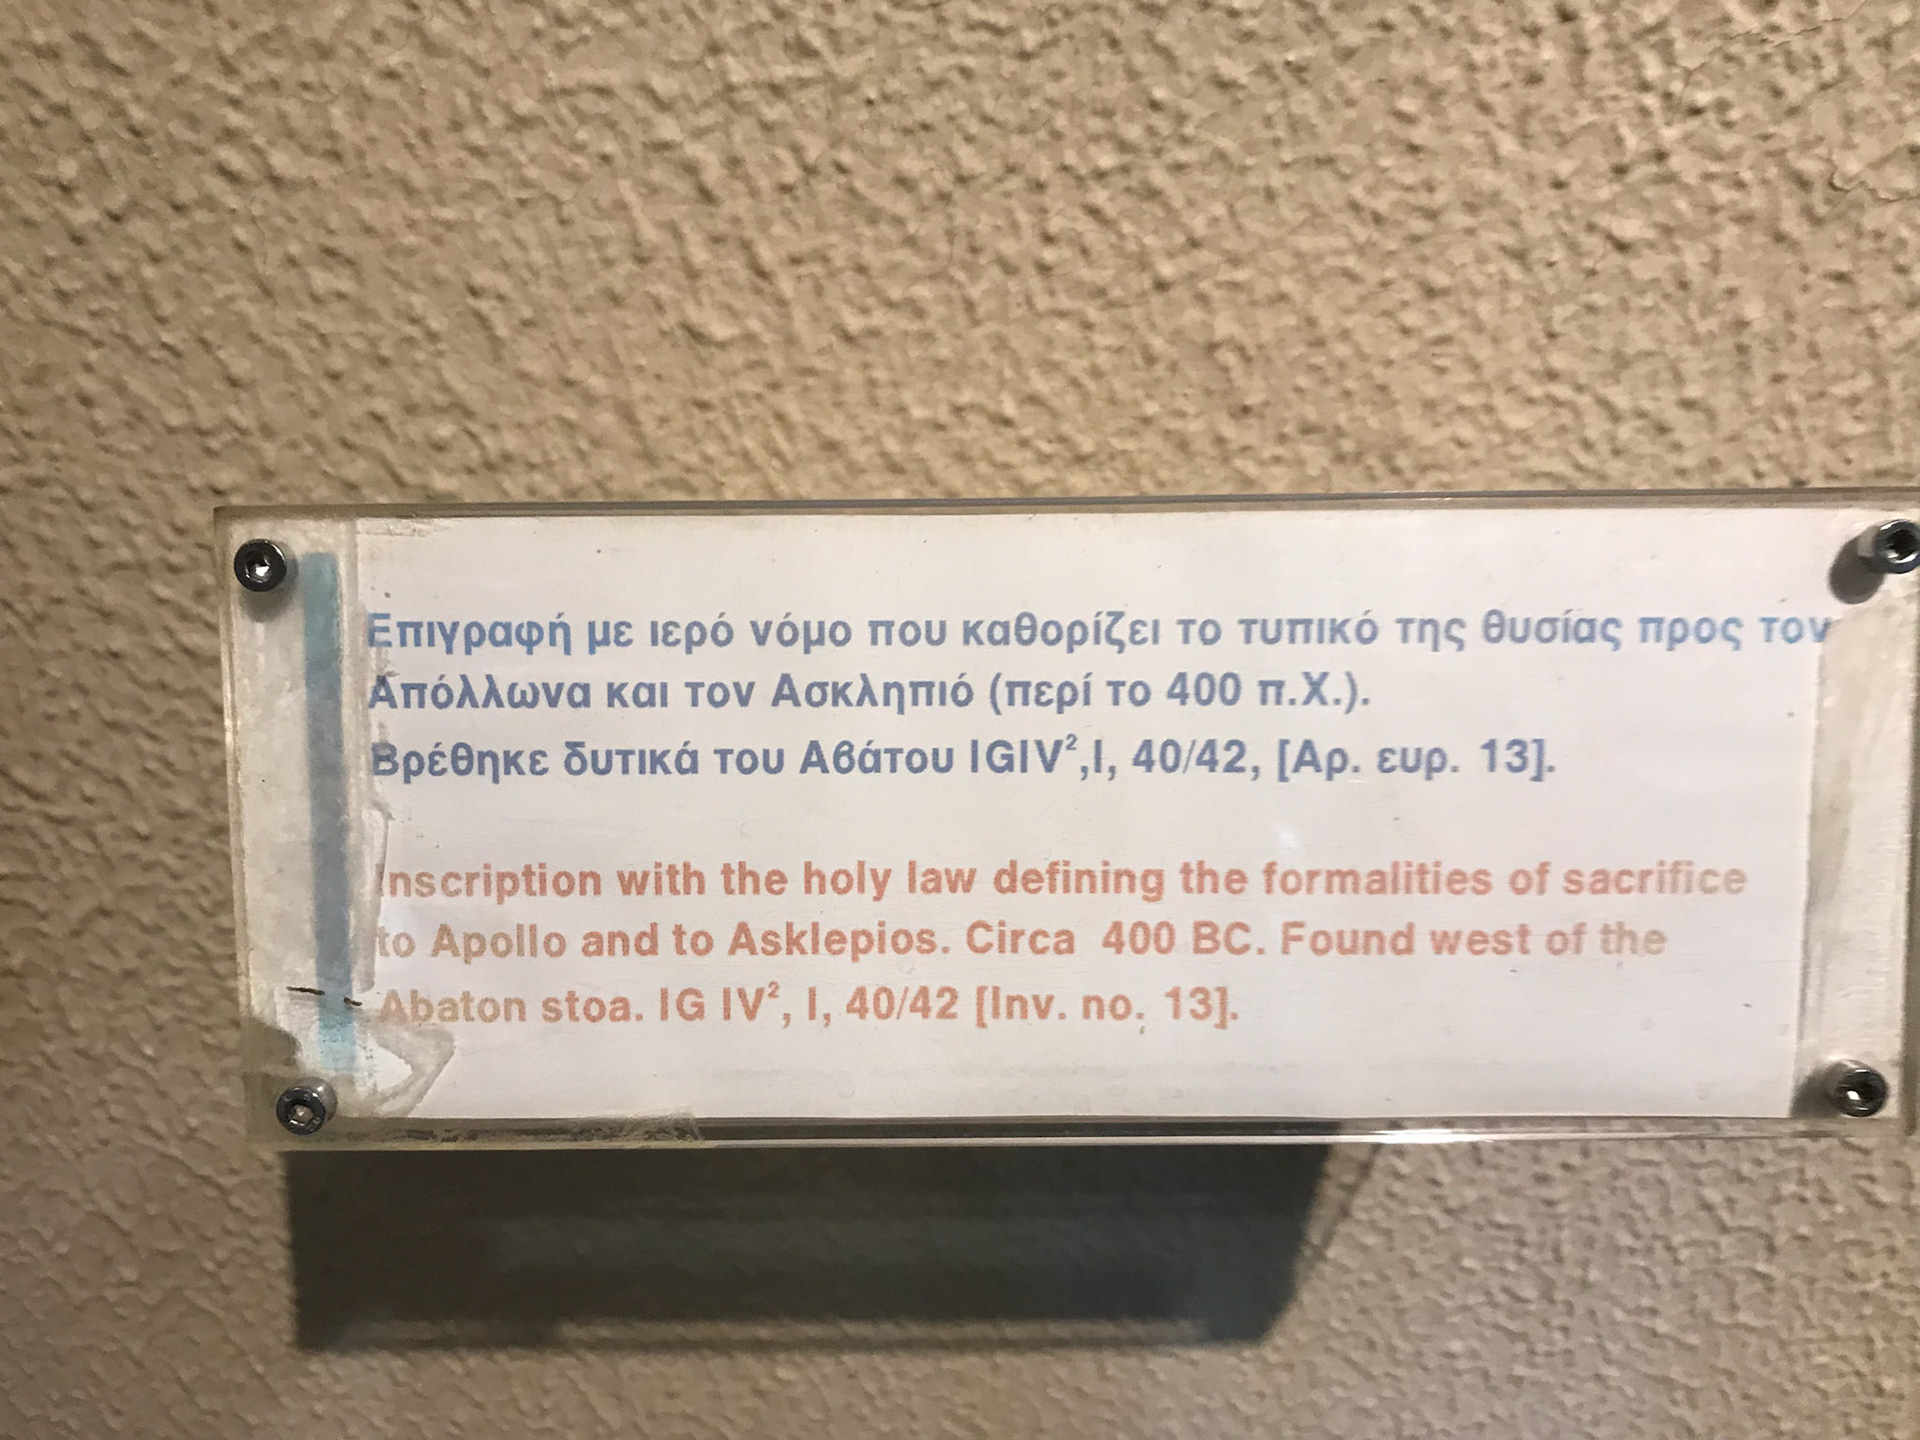 Επιγραφή με ιερό νόμο που καθορίζει το τυπικό της θυσίας προς τον
Απόλλωνα και τον Ασκληπιό (περί το 400 π.Χ.).
Βρέθηκε δυτικά του Αβάτου IGIV²,I, 40/42, [Αρ. ευρ. 13].
Inscription with the holy law defining the formalities of sacrifice
to Apollo and to Asklepios. Circa 400 BC. Found west of the
Abaton stoa. IG IV², I, 40/42 [Inv. no. 13].